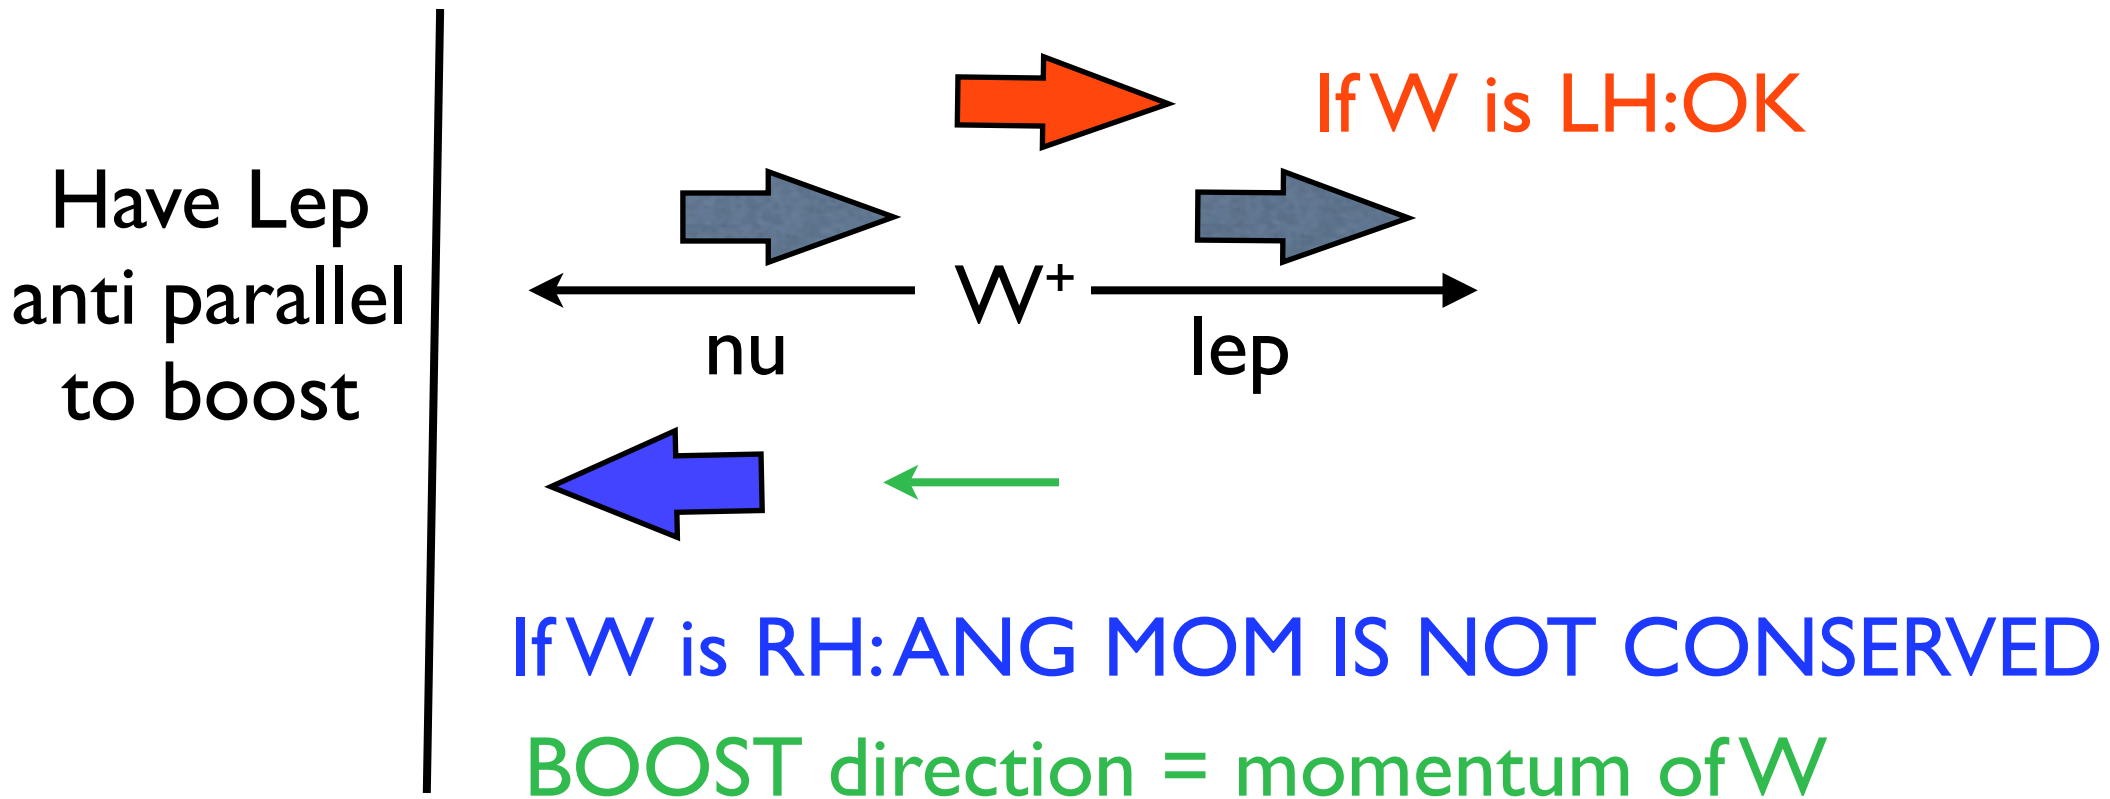 If W is LH:OK
Have Lep
anti parallel
to boost
W⁺
nu
lep
If W is RH: ANG MOM IS NOT CONSERVED
BOOST direction = momentum of W